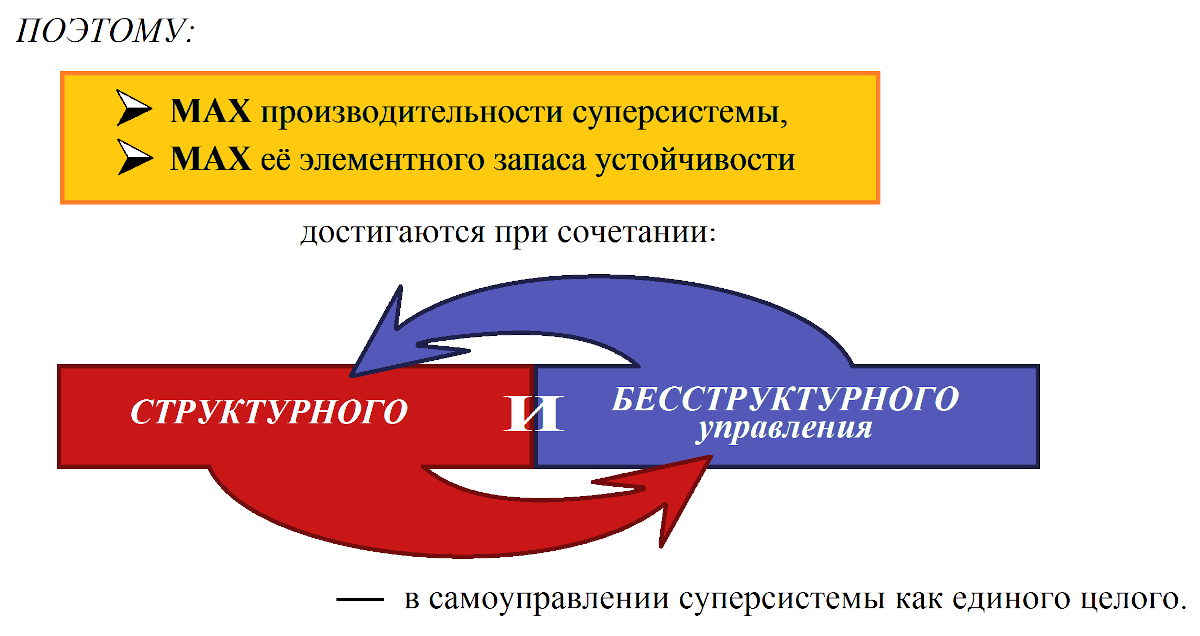 ПОЭТОМУ:
MAX производительности суперсистемы,
MAX её элементного запаса устойчивости
достигаются при сочетании:
СТРУКТУРНОГО И БЕССТРУКТУРНОГО
управления
— в самоуправлении суперсистемы как единого целого.